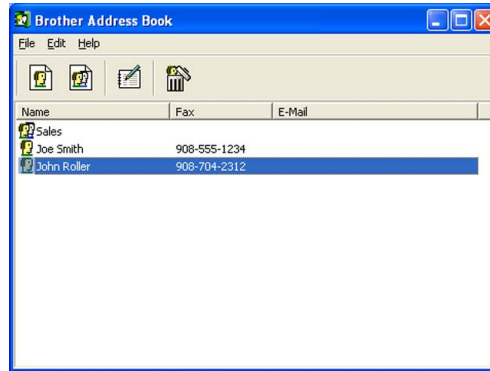 Brother Address Book
File Edit Help
Name Fax E-Mail
Sales
Joe Smith 908-555-1234
John Roller 908-704-2312